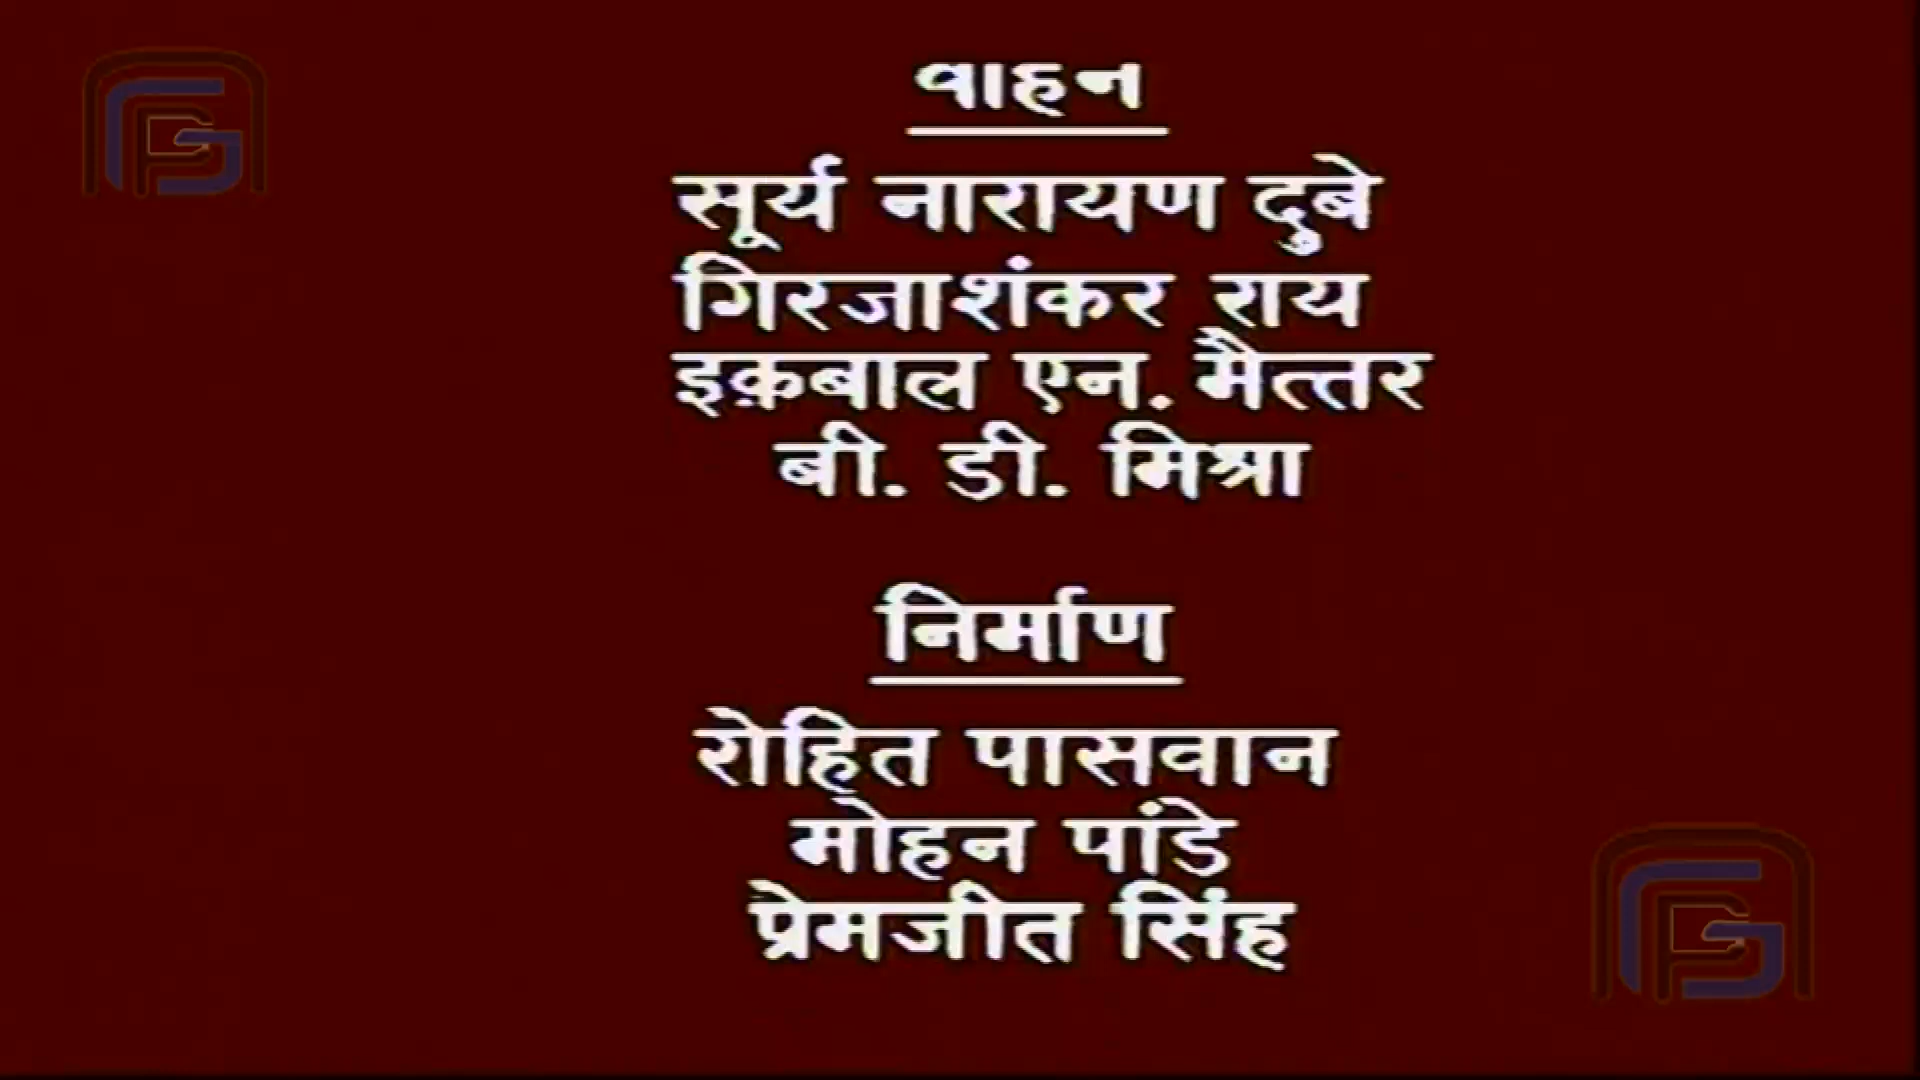 वाहन
सूर्य नारायण दुबे
गिरजाशंकर राय
इक़बाल एन. मैत्तर
बी. डी. मिश्रा
निर्माण
रोहित पासवान
मोहन पांडे
प्रेमजीत सिंह